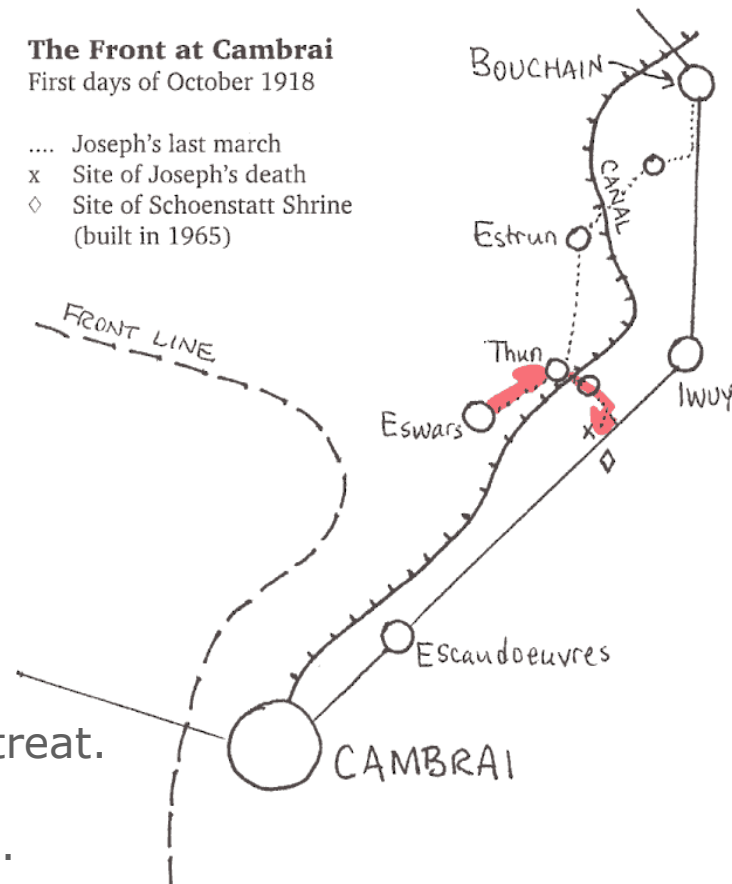 The Front at Cambrai
First days of October 1918
.... Joseph's last march
x Site of Joseph's death
◊ Site of Schoenstatt Shrine
(built in 1965)
BOUCHAIN
CANAL
Estrun
FRONT LINE
Thun
IWUY
Eswars
x
Escaudoeuvres
treat.
CAMBRAI
.